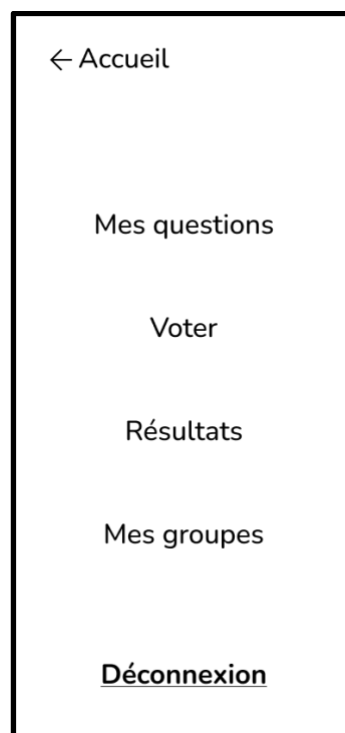 ← Accueil
Mes questions
Voter
Résultats
Mes groupes
Déconnexion